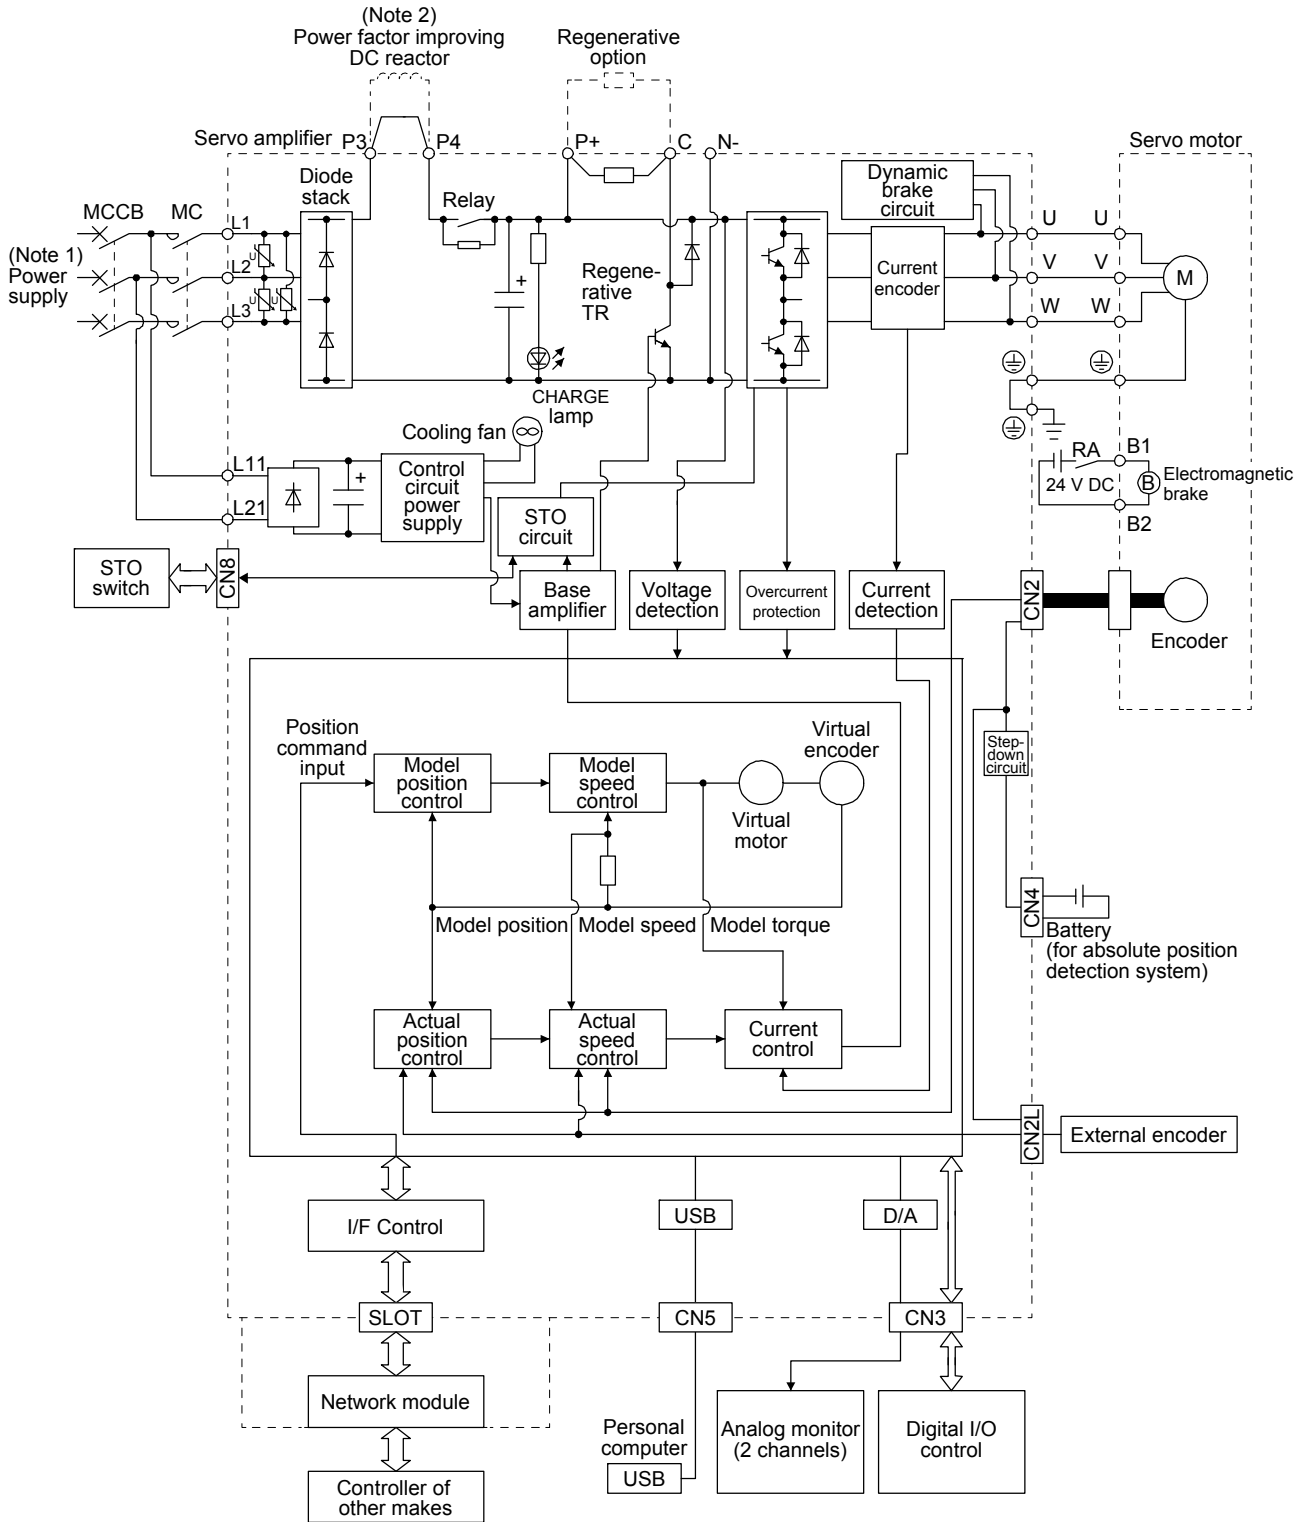 (Note 2)
Power factor improving
DC reactor
Regenerative
option
Servo amplifier
P3
P4
P+
C
N-
Servo motor
Diode
stack
Relay
Dynamic
brake
circuit
MCCB
MC
L1
L2
L3
(Note 1)
Power
supply
U
U
U
+
Regene-
rative
TR
Current
encoder
U
V
W
U
V
W
M
CHARGE
lamp
Cooling fan
L11
L21
+
Control
circuit
power
supply
STO
circuit
RA
24 V DC
B1
B
B2
Electromagnetic
brake
STO
switch
CN8
Base
amplifier
Voltage
detection
Overcurrent
protection
Current
detection
CN2
Encoder
Position
command
input
Model
position
control
Model
speed
control
Virtual
encoder
Virtual
motor
Step-
down
circuit
Model position
Model speed
Model torque
CN4
Battery
(for absolute position
detection system)
Actual
position
control
Actual
speed
control
Current
control
CN2L
External encoder
I/F Control
USB
D/A
SLOT
CN5
CN3
Network module
Personal
computer
USB
Analog monitor
(2 channels)
Digital I/O
control
Controller of
other makes